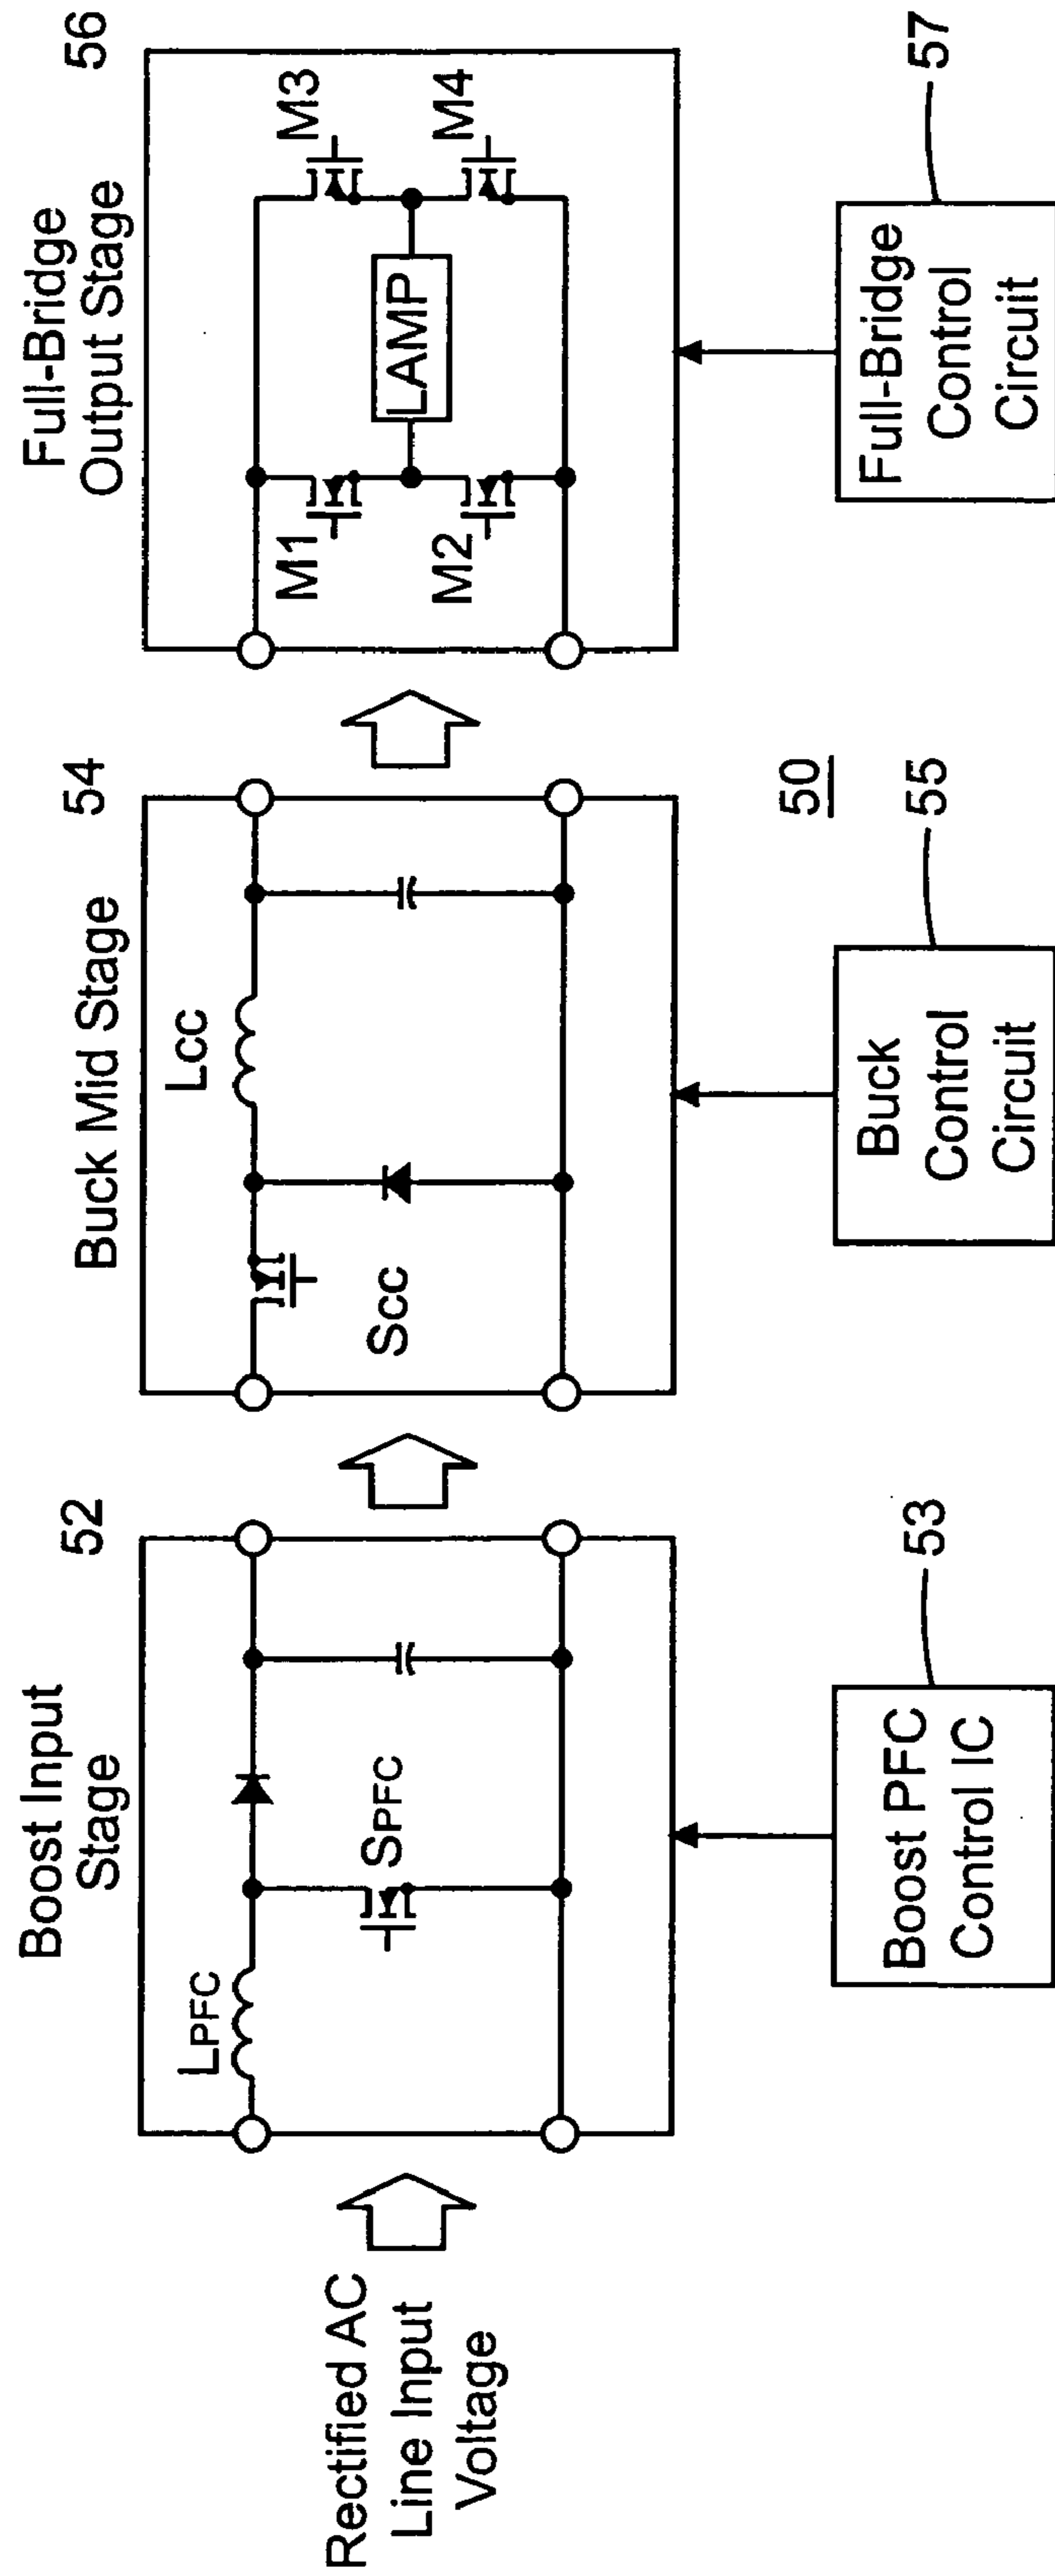 Rectified AC
Line Input
Voltage
Boost Input
Stage
52
LPFC
SPFC
Boost PFC
Control IC
53
Buck Mid Stage
54
LCC
SCC
Buck
Control
Circuit
55
50
Full-Bridge
Output Stage
56
M1
M2
M3
M4
LAMP
Full-Bridge
Control
Circuit
57